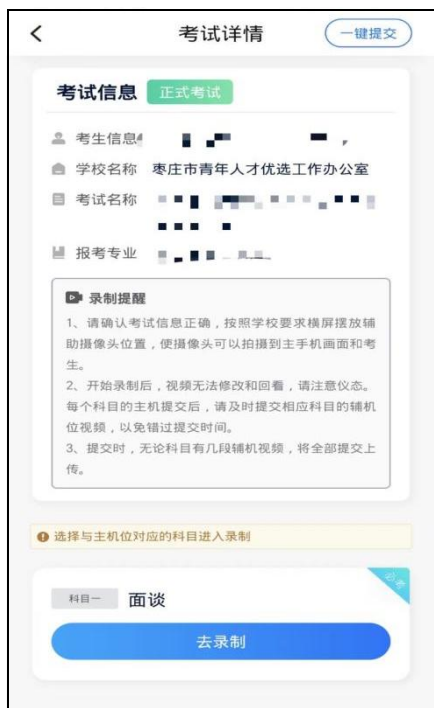 考试详情
一键提交
考试信息 正式考试
考生信息
学校名称 枣庄市青年人才优选工作办公室
考试名称
报考专业
录制提醒
1、请确认考试信息正确，按照学校要求横屏摆放辅
助摄像头位置，使摄像头可以拍摄到主手机画面和考
生。
2、开始录制后，视频无法修改和回看，请注意仪态。
每个科目的主机提交后，请及时提交相应科目的辅机
位视频，以免错过提交时间。
3、提交时，无论科目有几段辅机视频，将全部提交上
传。
选择与主机位对应的科目进入录制
必考
科目一 面谈
去录制